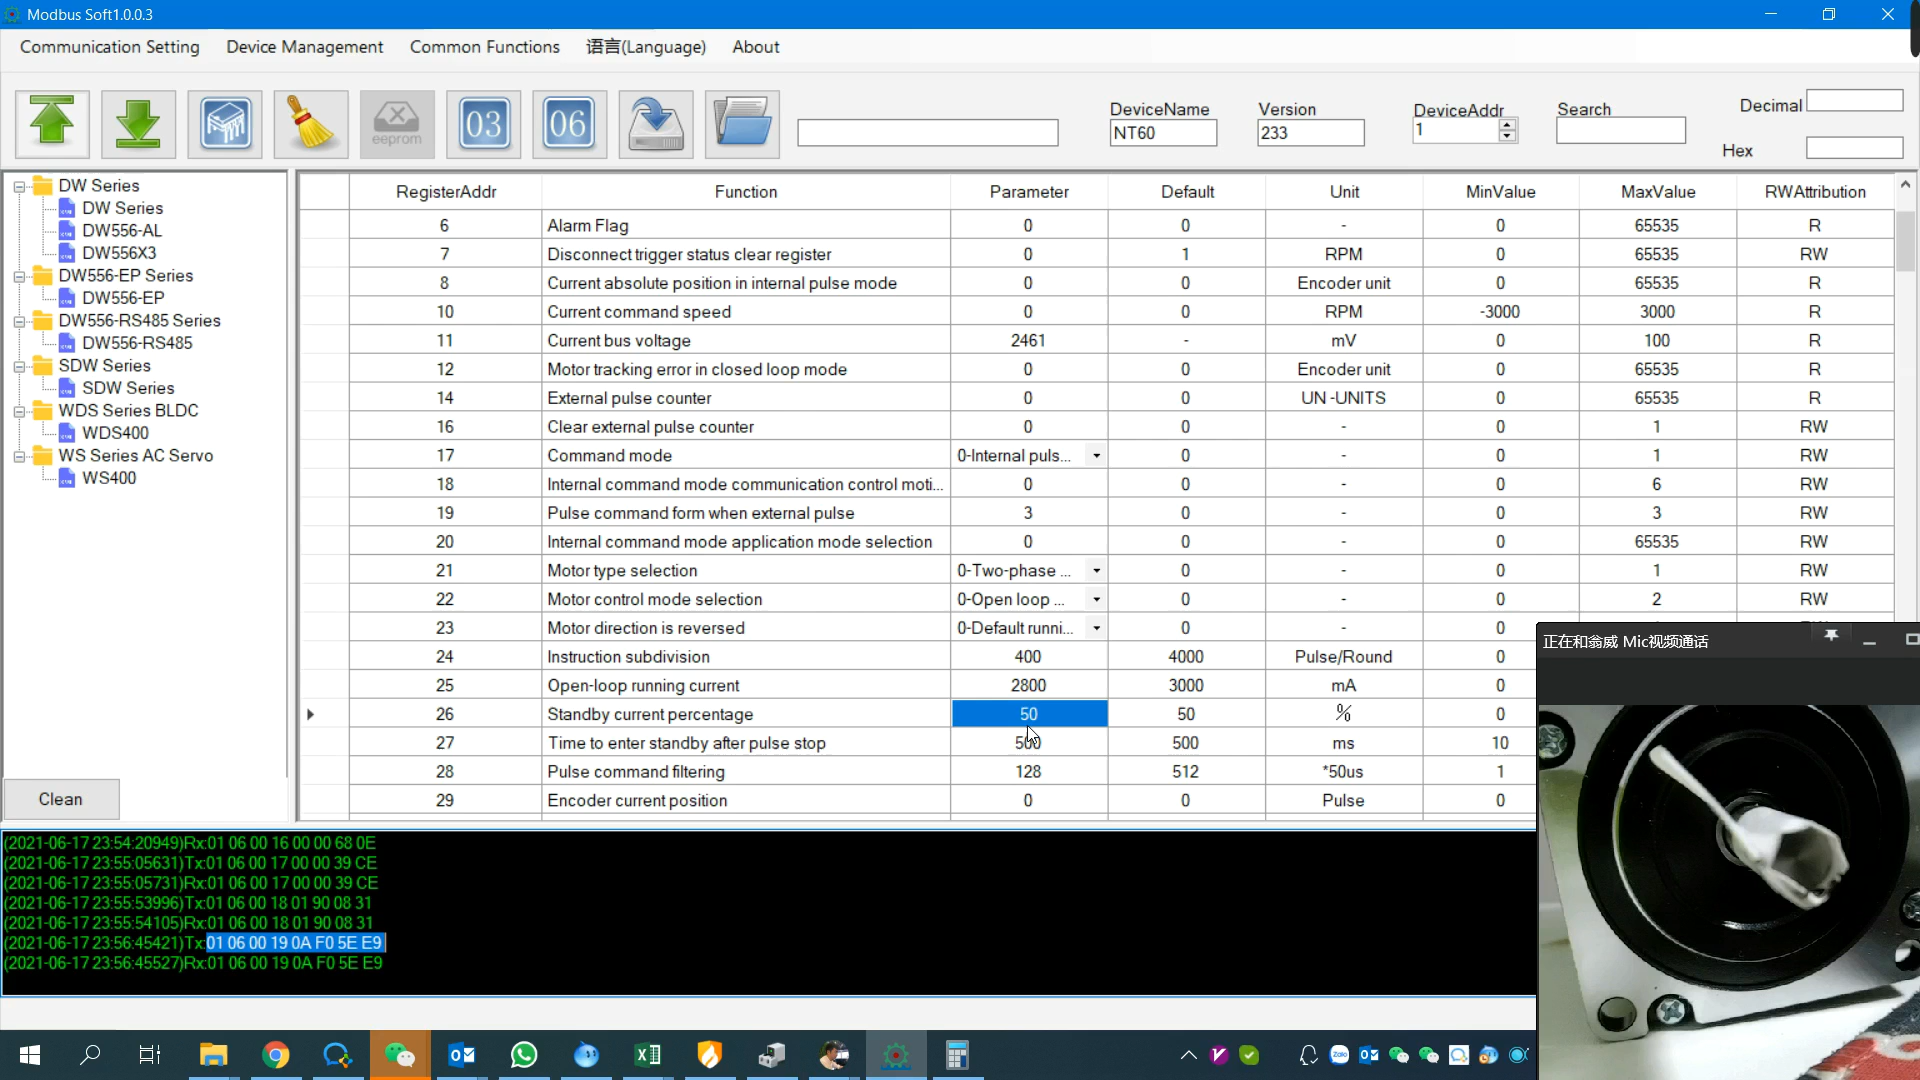 Modbus Soft1.0.0.3
Communication Setting Device Management Common Functions 语言(Language) About
eeprom 03 06
DeviceName Version DeviceAddr Search Decimal
NT60 233 1
Hex
DW Series
DW Series
DW556-AL
DW556X3
DW556-EP Series
DW556-EP
DW556-RS485 Series
DW556-RS485
SDW Series
SDW Series
WDS Series BLDC
WDS400
WS Series AC Servo
WS400
Clean
RegisterAddr Function Parameter Default Unit MinValue MaxValue RWAttribution
6 Alarm Flag 0 0 - 0 65535 R
7 Disconnect trigger status clear register 0 1 RPM 0 65535 RW
8 Current absolute position in internal pulse mode 0 0 Encoder unit 0 65535 R
10 Current command speed 0 0 RPM -3000 3000 R
11 Current bus voltage 2461 - mV 0 100 R
12 Motor tracking error in closed loop mode 0 0 Encoder unit 0 65535 R
14 External pulse counter 0 0 UN -UNITS 0 65535 R
16 Clear external pulse counter 0 0 - 0 1 RW
17 Command mode 0-Internal puls... 0 - 0 1 RW
18 Internal command mode communication control moti... 0 0 - 0 6 RW
19 Pulse command form when external pulse 3 0 - 0 3 RW
20 Internal command mode application mode selection 0 0 - 0 65535 RW
21 Motor type selection 0-Two-phase ... 0 - 0 1 RW
22 Motor control mode selection 0-Open loop ... 0 - 0 2 RW
23 Motor direction is reversed 0-Default runni... 0 - 0
24 Instruction subdivision 400 4000 Pulse/Round 0
25 Open-loop running current 2800 3000 mA 0
26 Standby current percentage 50 50 % 0
27 Time to enter standby after pulse stop 500 500 ms 10
28 Pulse command filtering 128 512 *50us 1
29 Encoder current position 0 0 Pulse 0
正在和翁威 Mic视频通话
(2021-06-17 23:54:20949)Rx:01 06 00 16 00 00 68 0E
(2021-06-17 23:55:05631)Tx:01 06 00 17 00 00 39 CE
(2021-06-17 23:55:05731)Rx:01 06 00 17 00 00 39 CE
(2021-06-17 23:55:53996)Tx:01 06 00 18 01 90 08 31
(2021-06-17 23:55:54105)Rx:01 06 00 18 01 90 08 31
(2021-06-17 23:56:45421)Tx:01 06 00 19 0A F0 5E E9
(2021-06-17 23:56:45527)Rx:01 06 00 19 0A F0 5E E9